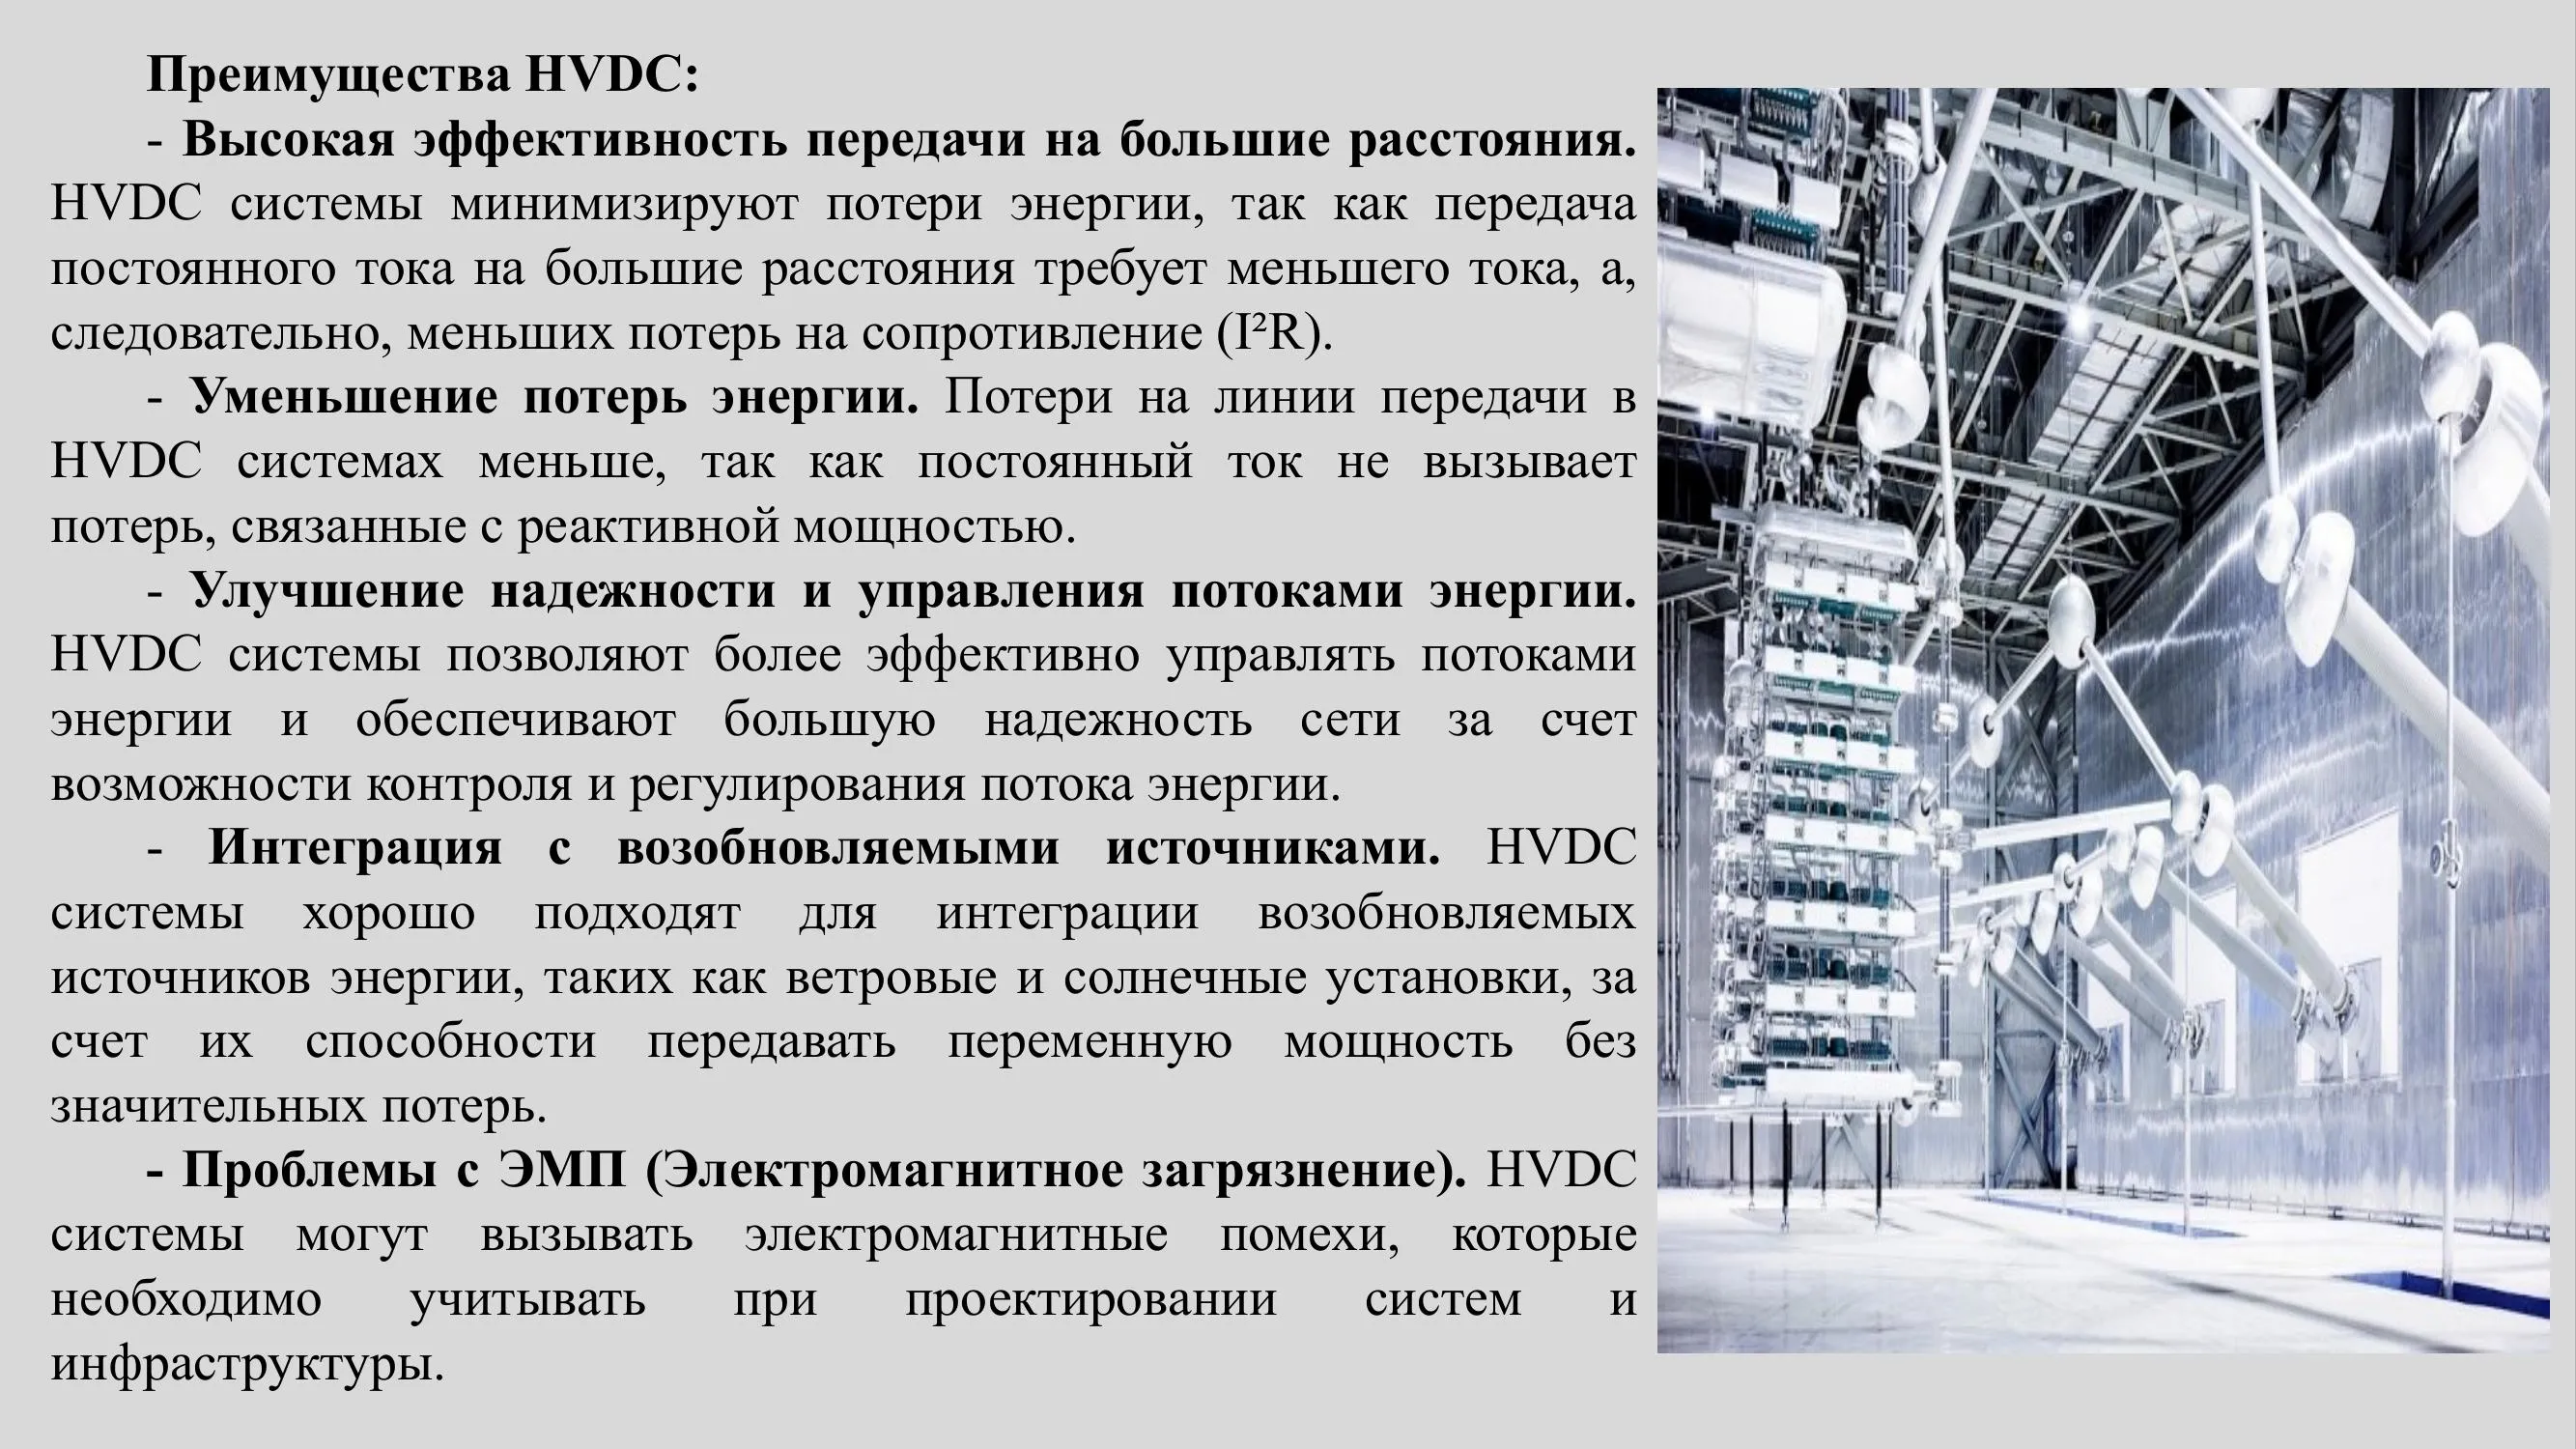 Преимущества HVDC:
- Высокая эффективность передачи на большие расстояния.
HVDC системы минимизируют потери энергии, так как передача
постоянного тока на большие расстояния требует меньшего тока, а,
следовательно, меньших потерь на сопротивление (I²R).
- Уменьшение потерь энергии. Потери на линии передачи в
HVDC системах меньше, так как постоянный ток не вызывает
потерь, связанные с реактивной мощностью.
- Улучшение надежности и управления потоками энергии.
HVDC системы позволяют более эффективно управлять потоками
энергии и обеспечивают большую надежность сети за счет
возможности контроля и регулирования потока энергии.
- Интеграция с возобновляемыми источниками. HVDC
системы хорошо подходят для интеграции возобновляемых
источников энергии, таких как ветровые и солнечные установки, за
счет их способности передавать переменную мощность без
значительных потерь.
- Проблемы с ЭМП (Электромагнитное загрязнение). HVDC
системы могут вызывать электромагнитные помехи, которые
необходимо учитывать при проектировании систем и
инфраструктуры.